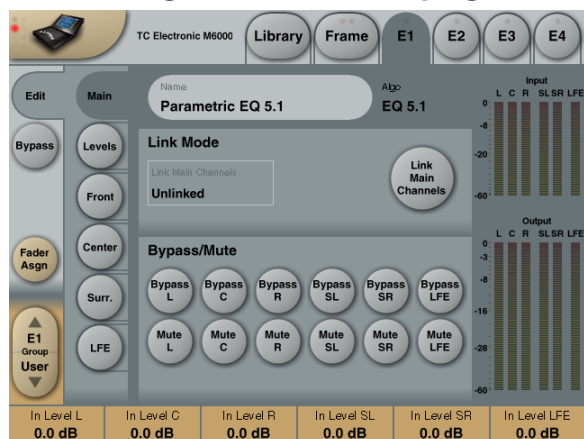 TC Electronic M6000
Library
Frame
E1
E2
E3
E4
Edit
Main
Name
Parametric EQ 5.1
Algo
EQ 5.1
Input
L C R SL SR LFE
0
-8
-20
-60
Bypass
Levels
Link Mode
Link Main Channels
Unlinked
Link
Main
Channels
Front
Output
L C R SL SR LFE
0
-3
-8
-16
-28
-60
Fader
Asgn
Center
Bypass/Mute
Bypass
L
Bypass
C
Bypass
R
Bypass
SL
Bypass
SR
Bypass
LFE
Surr.
Mute
L
Mute
C
Mute
R
Mute
SL
Mute
SR
Mute
LFE
E1
Group
User
LFE
In Level L
0.0 dB
In Level C
0.0 dB
In Level R
0.0 dB
In Level SL
0.0 dB
In Level SR
0.0 dB
In Level LFE
0.0 dB